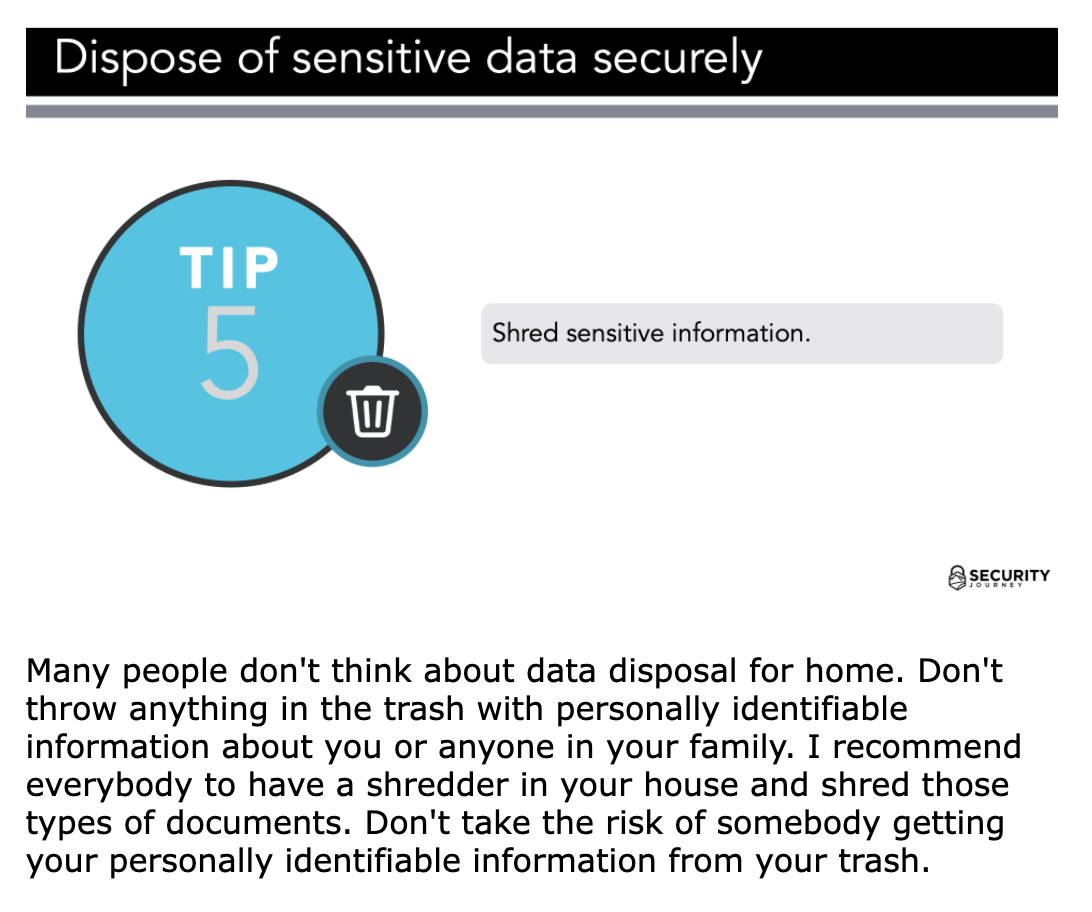 Dispose of sensitive data securely
TIP
5
Shred sensitive information.
SECURITY
JOURNEY
Many people don't think about data disposal for home. Don't
throw anything in the trash with personally identifiable
information about you or anyone in your family. I recommend
everybody to have a shredder in your house and shred those
types of documents. Don't take the risk of somebody getting
your personally identifiable information from your trash.